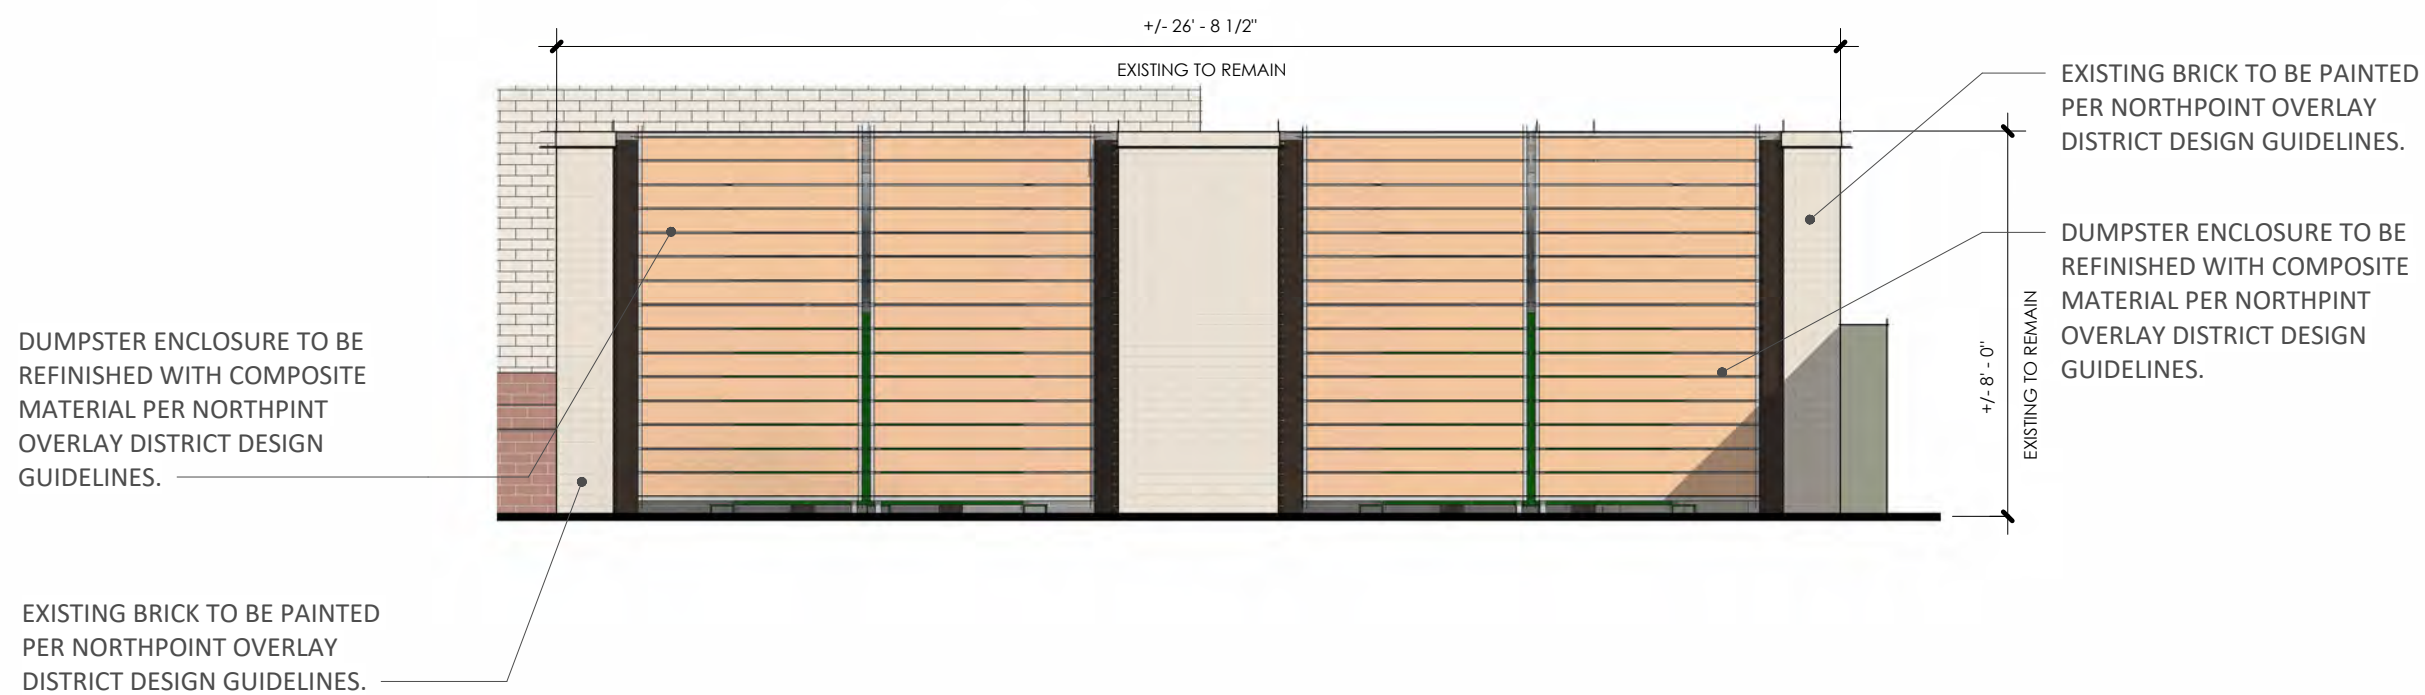 +/- 26' - 8 1/2"
EXISTING TO REMAIN
EXISTING BRICK TO BE PAINTED
PER NORTHPOINT OVERLAY
DISTRICT DESIGN GUIDELINES.
DUMPSTER ENCLOSURE TO BE
REFINISHED WITH COMPOSITE
MATERIAL PER NORTHPINT
OVERLAY DISTRICT DESIGN
GUIDELINES.
+/- 8' - 0"
EXISTING TO REMAIN
DUMPSTER ENCLOSURE TO BE
REFINISHED WITH COMPOSITE
MATERIAL PER NORTHPINT
OVERLAY DISTRICT DESIGN
GUIDELINES.
EXISTING BRICK TO BE PAINTED
PER NORTHPOINT OVERLAY
DISTRICT DESIGN GUIDELINES.